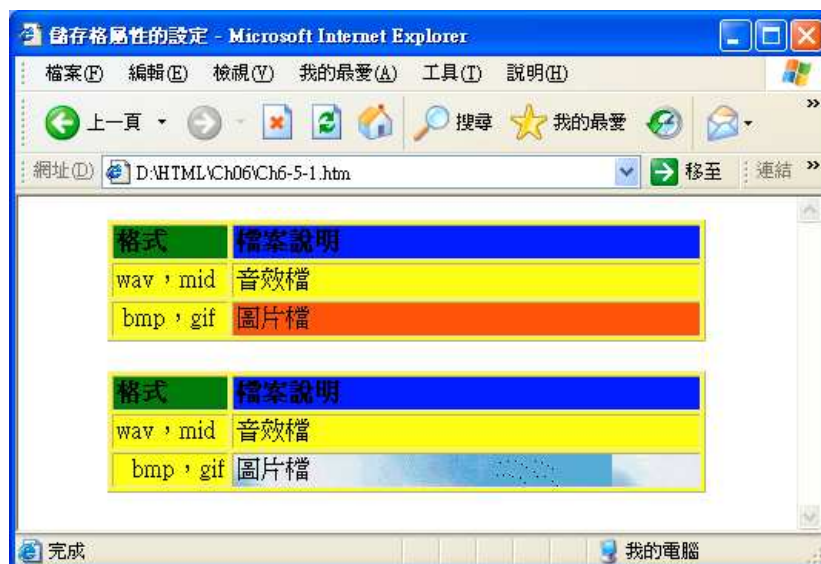 儲存格屬性的設定 - Microsoft Internet Explorer
檔案(F) 編輯(E) 檢視(V) 我的最愛(A) 工具(T) 說明(H)
上一頁 搜尋 我的最愛 »
網址(D) D:\HTML\Ch06\Ch6-5-1.htm 移至 連結 »
格式 檔案說明
wav，mid 音效檔
bmp，gif 圖片檔
格式 檔案說明
wav，mid 音效檔
bmp，gif 圖片檔
完成 我的電腦